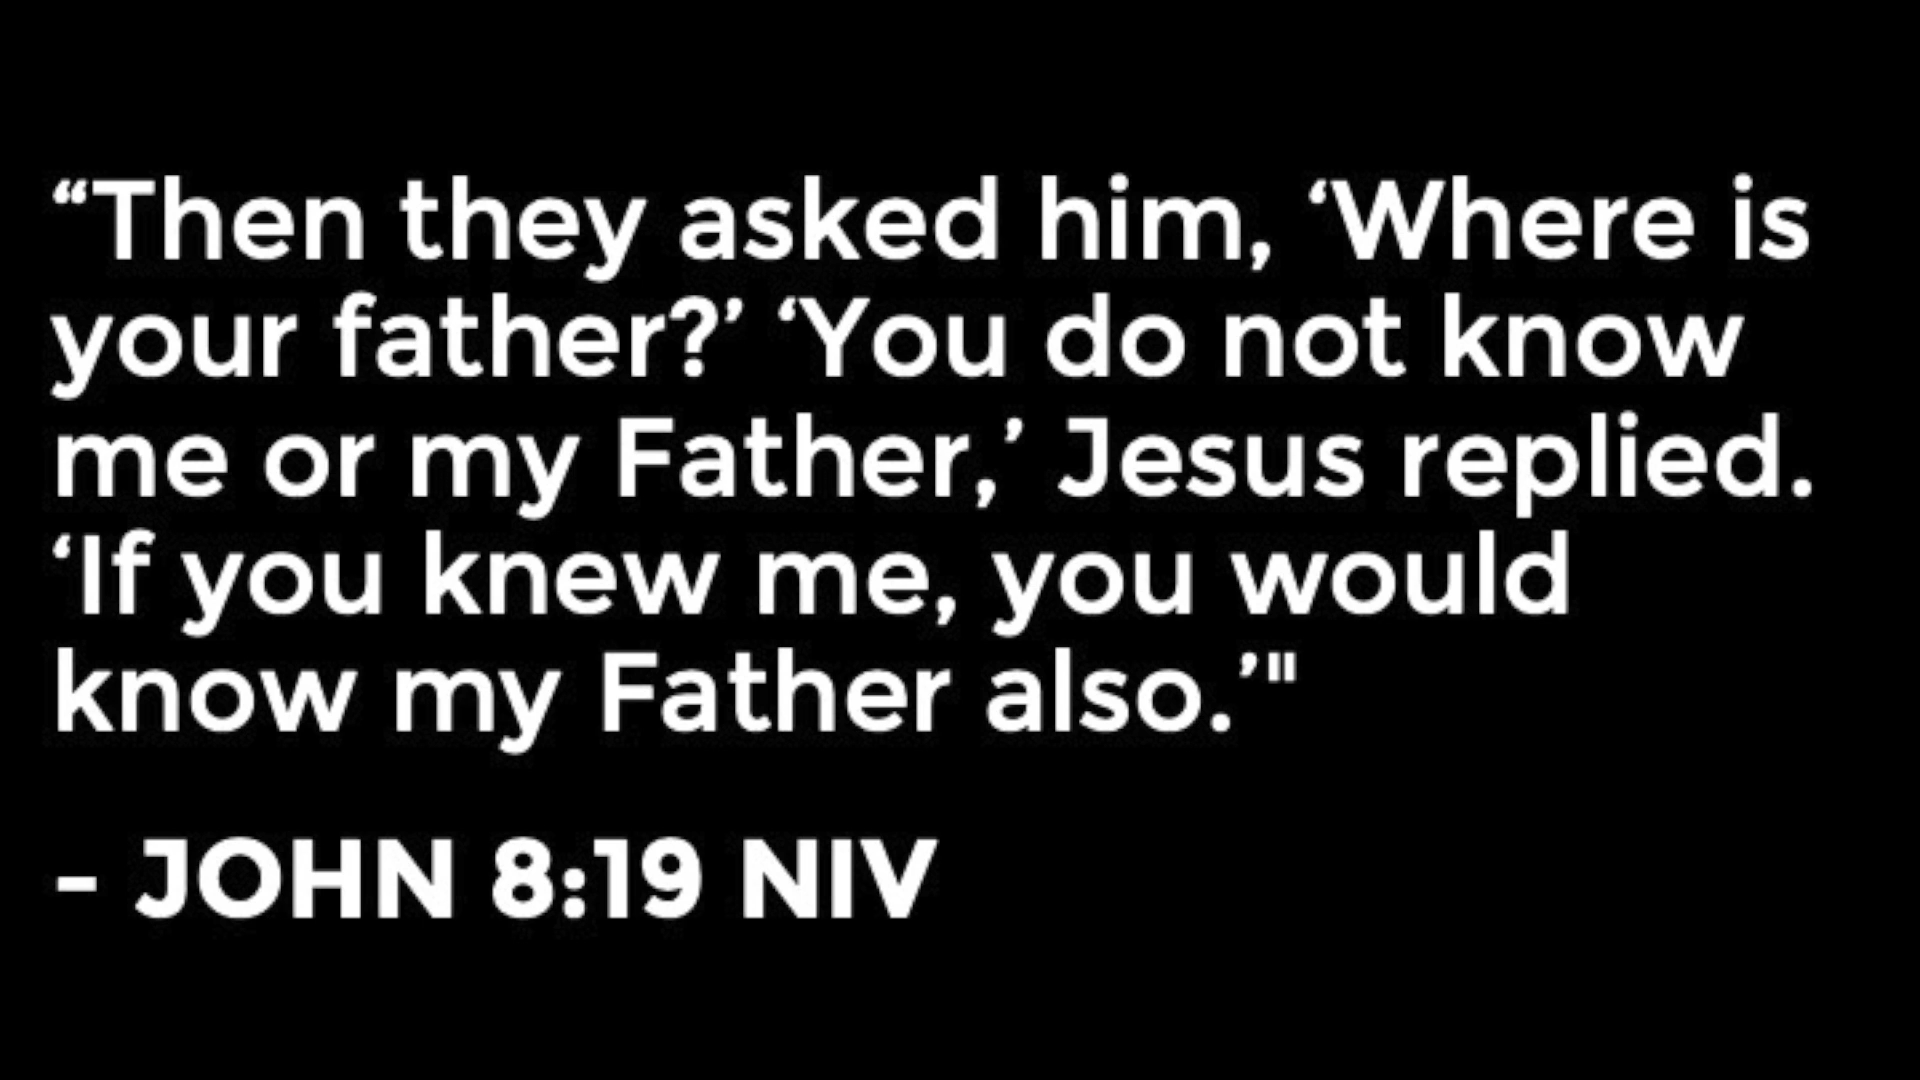 “Then they asked him, ‘Where is
your father?’ ‘You do not know
me or my Father,’ Jesus replied.
‘If you knew me, you would
know my Father also.’"
- JOHN 8:19 NIV